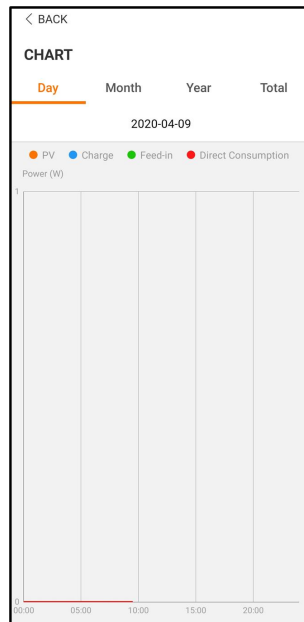 < BACK
CHART
Day Month Year Total
2020-04-09
PV Charge Feed-in Direct Consumption
Power (W)
1
0
00:00 05:00 10:00 15:00 20:00